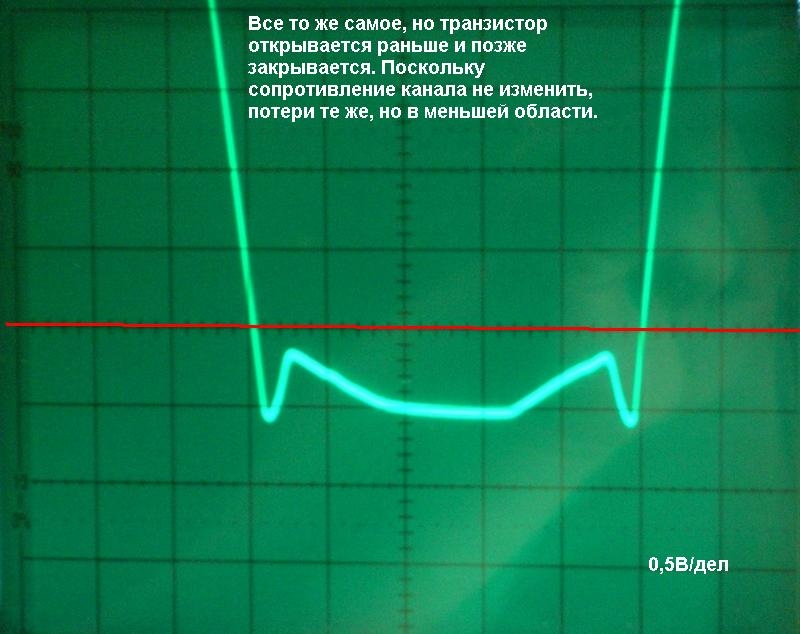 Все то же самое, но транзистор
открывается раньше и позже
закрывается. Поскольку
сопротивление канала не изменить,
потери те же, но в меньшей области.
0,5В/дел